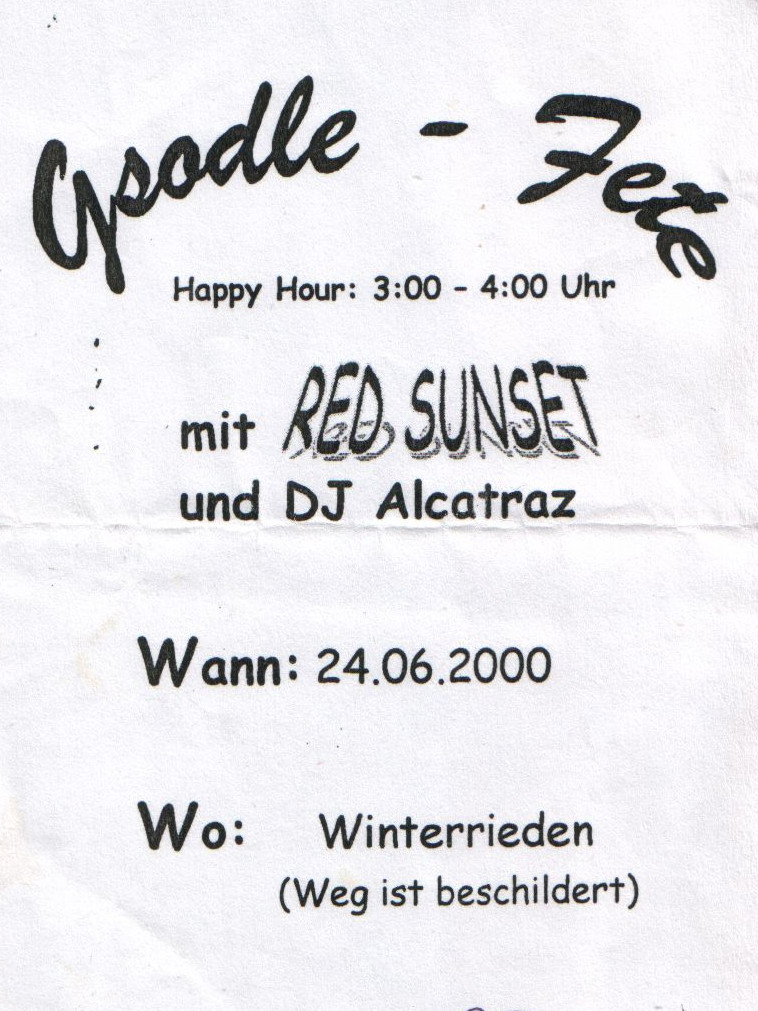 Gsodle - Fete
Happy Hour: 3:00 - 4:00 Uhr
mit RED SUNSET
und DJ Alcatraz
Wann: 24.06.2000
Wo: Winterrieden
(Weg ist beschildert)